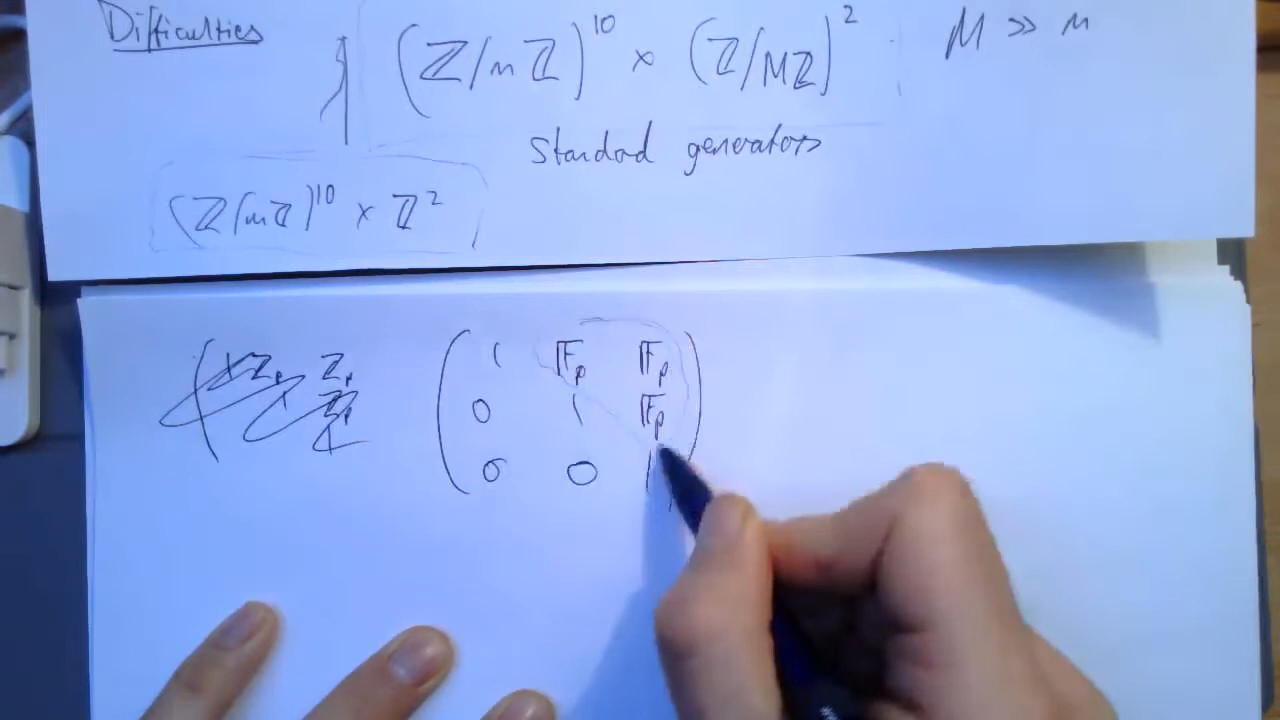 Difficulties (ℤ/mℤ)^10 × (ℤ/Mℤ)^2 M ≫ m
Standard generators
(ℤ/mℤ)^10 × ℤ^2
( 1 𝔽_p 𝔽_p
0 1 𝔽_p
0 0 1 )